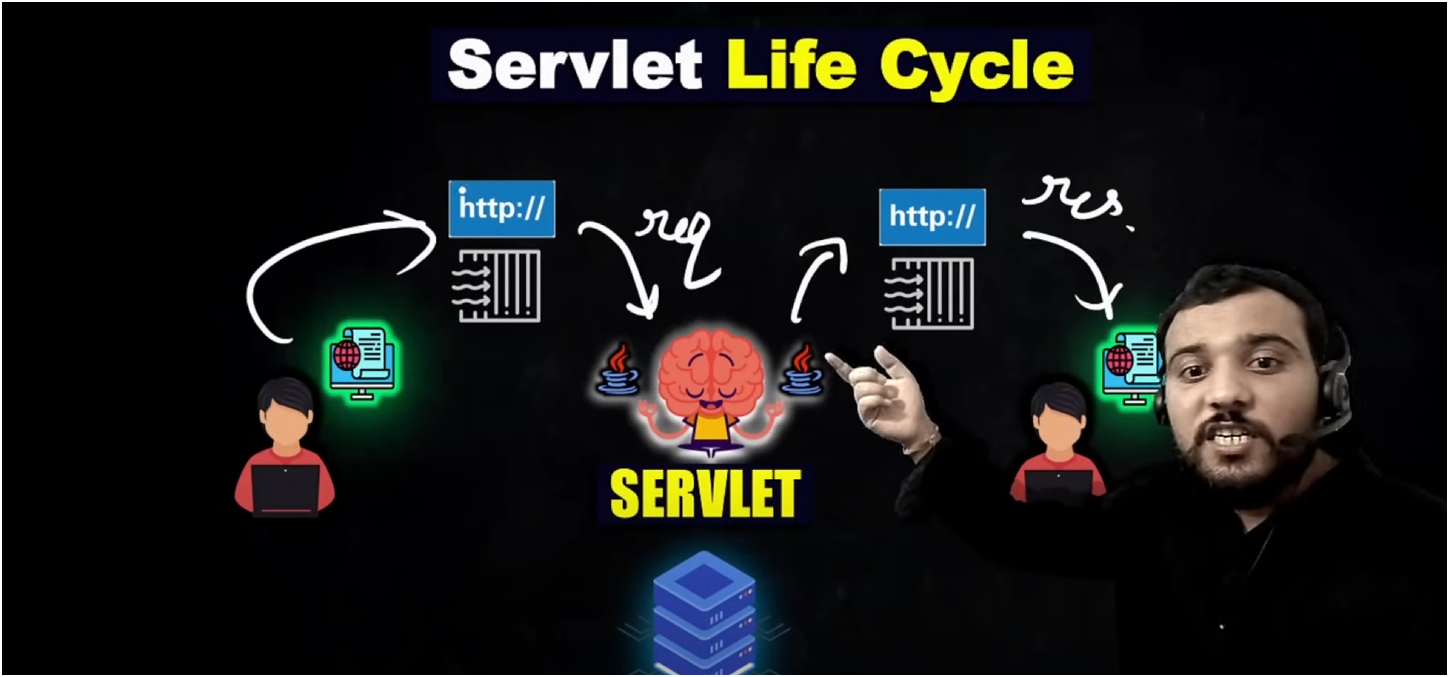 Servlet Life Cycle
http://
req
http://
res.
SERVLET